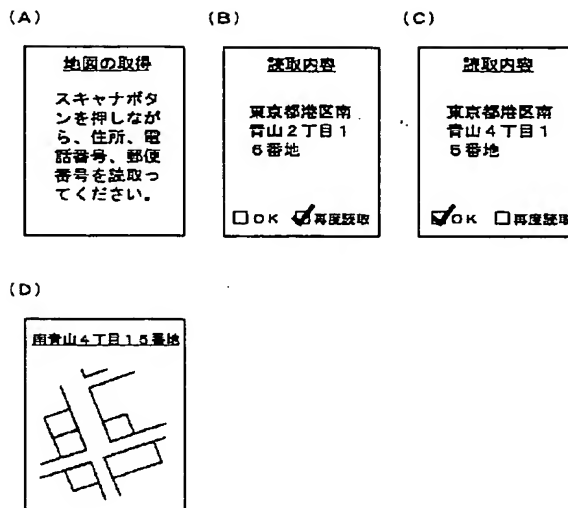 (A)
地図の取得
スキャナボタ
ンを押しなが
ら、住所、電
話番号、郵便
番号を読取っ
てください。
(B)
読取内容
東京都港区南
青山2丁目1
5番地
OK 再度読取
(C)
読取内容
東京都港区南
青山4丁目1
5番地
OK 再度読取
(D)
南青山4丁目15番地